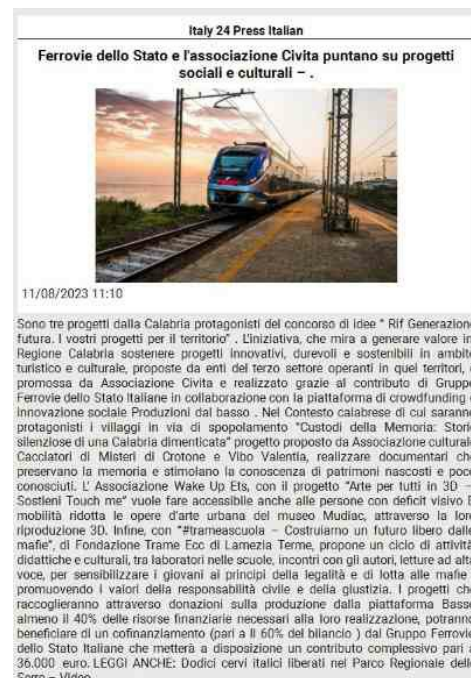 Italy 24 Press Italian
Ferrovie dello Stato e l'associazione Civita puntano su progetti
sociali e culturali – .
11/08/2023 11:10
Sono tre progetti dalla Calabria protagonisti del concorso di idee " Rif Generazione
futura. I vostri progetti per il territorio" . L'iniziativa, che mira a generare valore in
Regione Calabria sostenere progetti innovativi, durevoli e sostenibili in ambito
turistico e culturale, proposte da enti del terzo settore operanti in quei territori,
promossa da Associazione Civita e realizzato grazie al contributo di Gruppo
Ferrovie dello Stato Italiane in collaborazione con la piattaforma di crowdfunding e
innovazione sociale Produzioni dal basso . Nel Contesto calabrese di cui saranno
protagonisti i villaggi in via di spopolamento "Custodi della Memoria: Storie
silenziose di una Calabria dimenticata" progetto proposto da Associazione culturale
Cacciatori di Misteri di Crotone e Vibo Valentia, realizzare documentari che
preservano la memoria e stimolano la conoscenza di patrimoni nascosti e poco
conosciuti. L' Associazione Wake Up Ets, con il progetto "Arte per tutti in 3D –
Sostieni Touch me" vuole fare accessibile anche alle persone con deficit visivo E
mobilità ridotta le opere d'arte urbana del museo Mudiac, attraverso la loro
riproduzione 3D. Infine, con "#trameascuola – Costruiamo un futuro libero dalle
mafie", di Fondazione Trame Ecc di Lamezia Terme, propone un ciclo di attività
didattiche e culturali, tra laboratori nelle scuole, incontri con gli autori, letture ad alta
voce, per sensibilizzare i giovani ai principi della legalità e di lotta alle mafie
promuovendo i valori della responsabilità civile e della giustizia. I progetti che
raccoglieranno attraverso donazioni sulla produzione dalla piattaforma Basso
almeno il 40% delle risorse finanziarie necessari alla loro realizzazione, potranno
beneficiare di un cofinanziamento (pari a Il 60% del bilancio ) dal Gruppo Ferrovie
dello Stato Italiane che metterà a disposizione un contributo complessivo pari a
36.000 euro. LEGGI ANCHE: Dodici cervi italici liberati nel Parco Regionale delle
Serre – Video